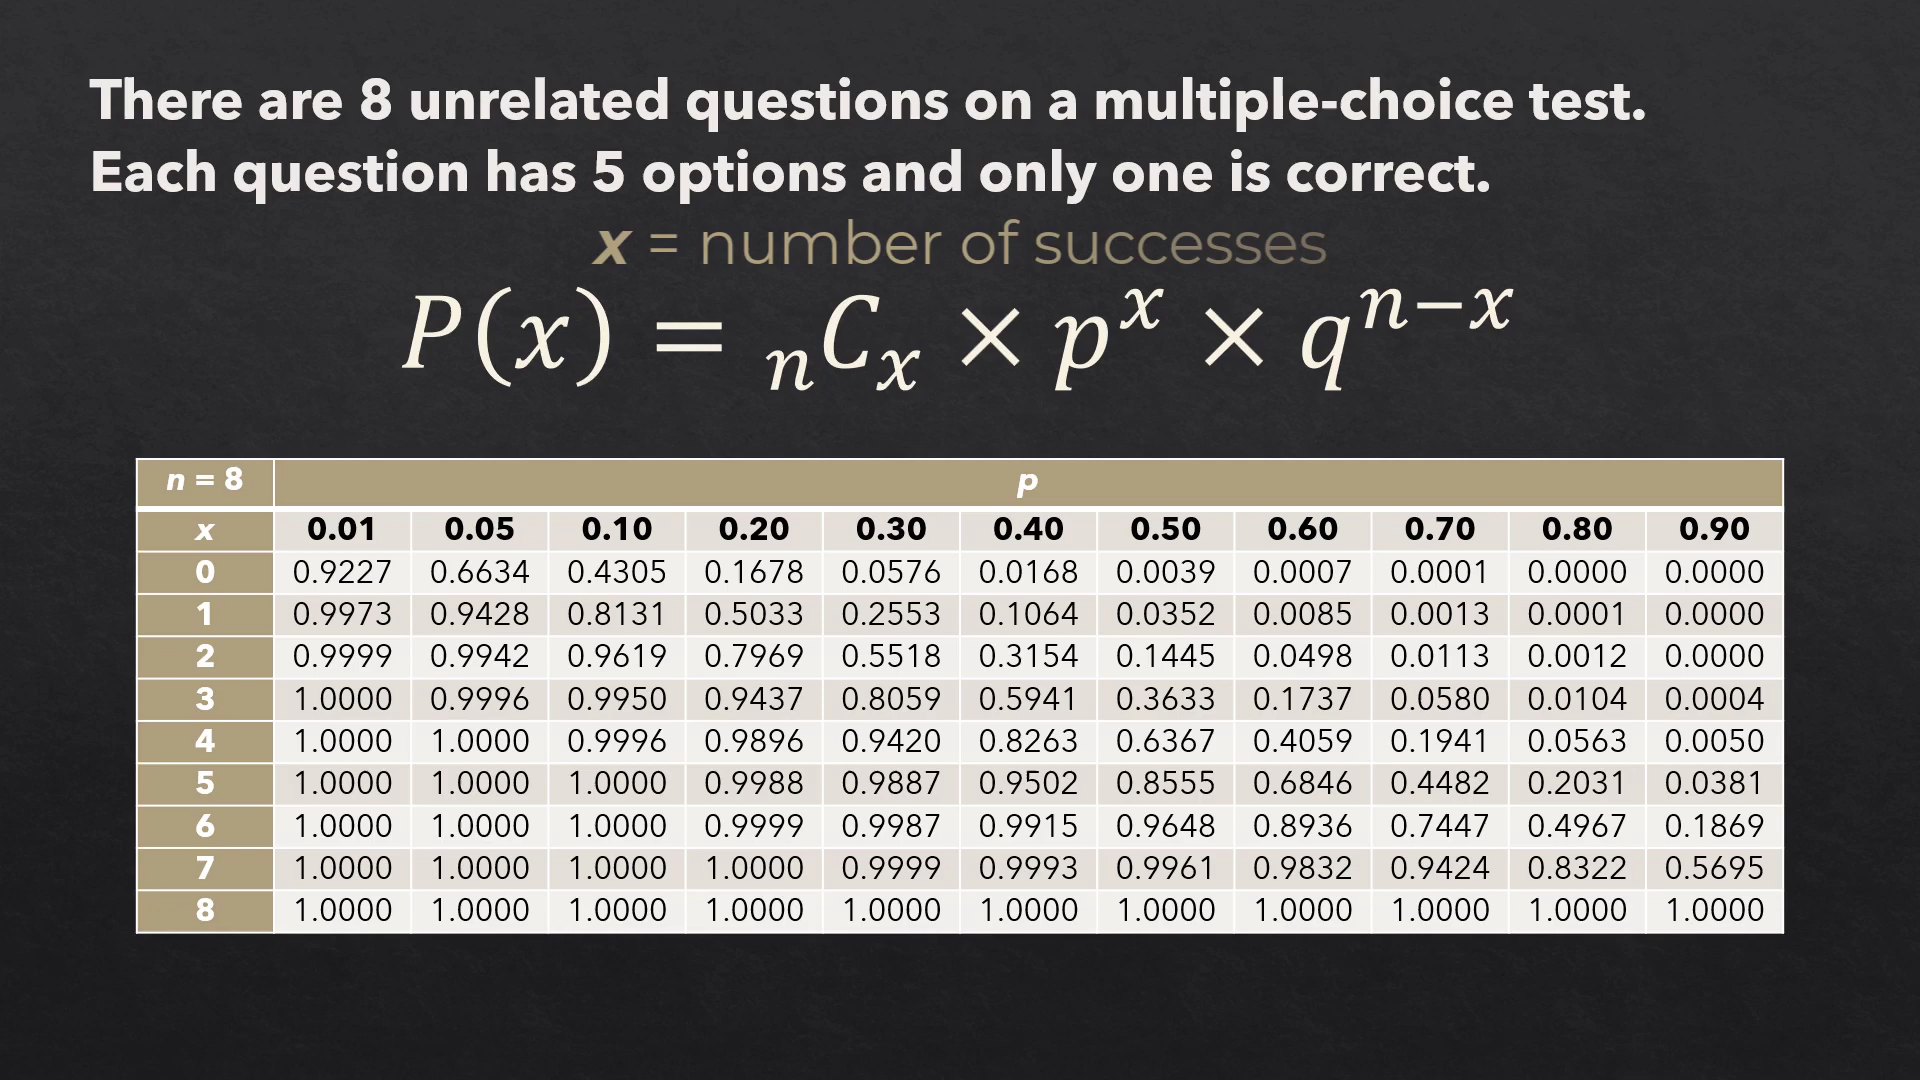 There are 8 unrelated questions on a multiple-choice test.
Each question has 5 options and only one is correct.
x = number of successes
P(x) = nCx × p^x × q^(n−x)
n = 8 p
x 0.01 0.05 0.10 0.20 0.30 0.40 0.50 0.60 0.70 0.80 0.90
0 0.9227 0.6634 0.4305 0.1678 0.0576 0.0168 0.0039 0.0007 0.0001 0.0000 0.0000
1 0.9973 0.9428 0.8131 0.5033 0.2553 0.1064 0.0352 0.0085 0.0013 0.0001 0.0000
2 0.9999 0.9942 0.9619 0.7969 0.5518 0.3154 0.1445 0.0498 0.0113 0.0012 0.0000
3 1.0000 0.9996 0.9950 0.9437 0.8059 0.5941 0.3633 0.1737 0.0580 0.0104 0.0004
4 1.0000 1.0000 0.9996 0.9896 0.9420 0.8263 0.6367 0.4059 0.1941 0.0563 0.0050
5 1.0000 1.0000 1.0000 0.9988 0.9887 0.9502 0.8555 0.6846 0.4482 0.2031 0.0381
6 1.0000 1.0000 1.0000 0.9999 0.9987 0.9915 0.9648 0.8936 0.7447 0.4967 0.1869
7 1.0000 1.0000 1.0000 1.0000 0.9999 0.9993 0.9961 0.9832 0.9424 0.8322 0.5695
8 1.0000 1.0000 1.0000 1.0000 1.0000 1.0000 1.0000 1.0000 1.0000 1.0000 1.0000